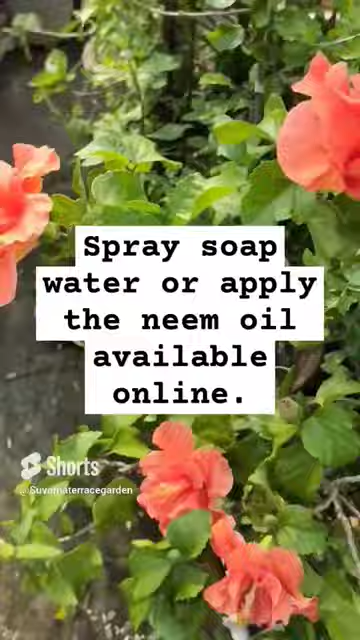 Spray soap
water or apply
the neem oil
available
online.
Shorts
@Suvarnaterracegarden